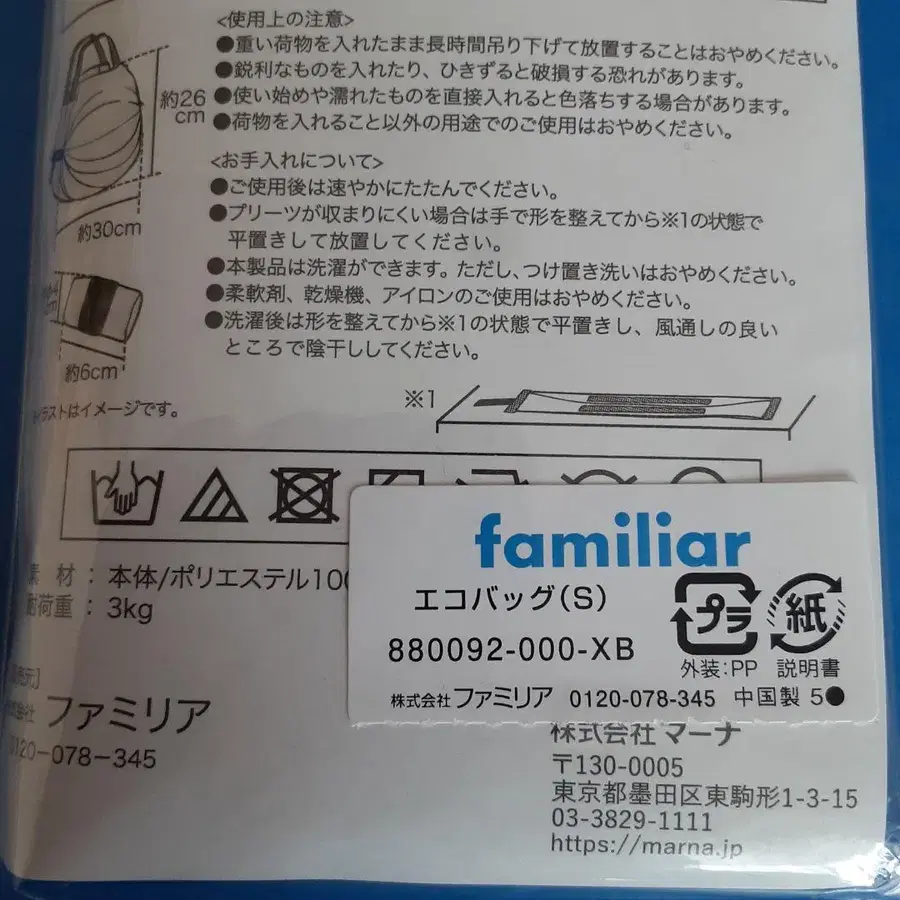 <使用上の注意>
●重い荷物を入れたまま長時間吊り下げて放置することはおやめください。
●鋭利なものを入れたり、ひきずると破損する恐れがあります。
●使い始めや濡れたものを直接入れると色落ちする場合があります。
●荷物を入れること以外の用途でのご使用はおやめください。
約26cm
約30cm
<お手入れについて>
●ご使用後は速やかにたたんでください。
●プリーツが収まりにくい場合は手で形を整えてから※1の状態で
平置きして放置してください。
●本製品は洗濯ができます。ただし、つけ置き洗いはおやめください。
●柔軟剤、乾燥機、アイロンのご使用はおやめください。
●洗濯後は形を整えてから※1の状態で平置きし、風通しの良い
ところで陰干ししてください。
約6cm
イラストはイメージです。
※1
素材：本体/ポリエステル100
耐荷重：3kg
ファミリア
0120-078-345
familiar
エコバッグ(S)
880092-000-XB
プラ
外装:PP
紙
説明書
株式会社ファミリア 0120-078-345 中国製 5●
株式会社 マーナ
〒130-0005
東京都墨田区東駒形1-3-15
03-3829-1111
https://marna.jp